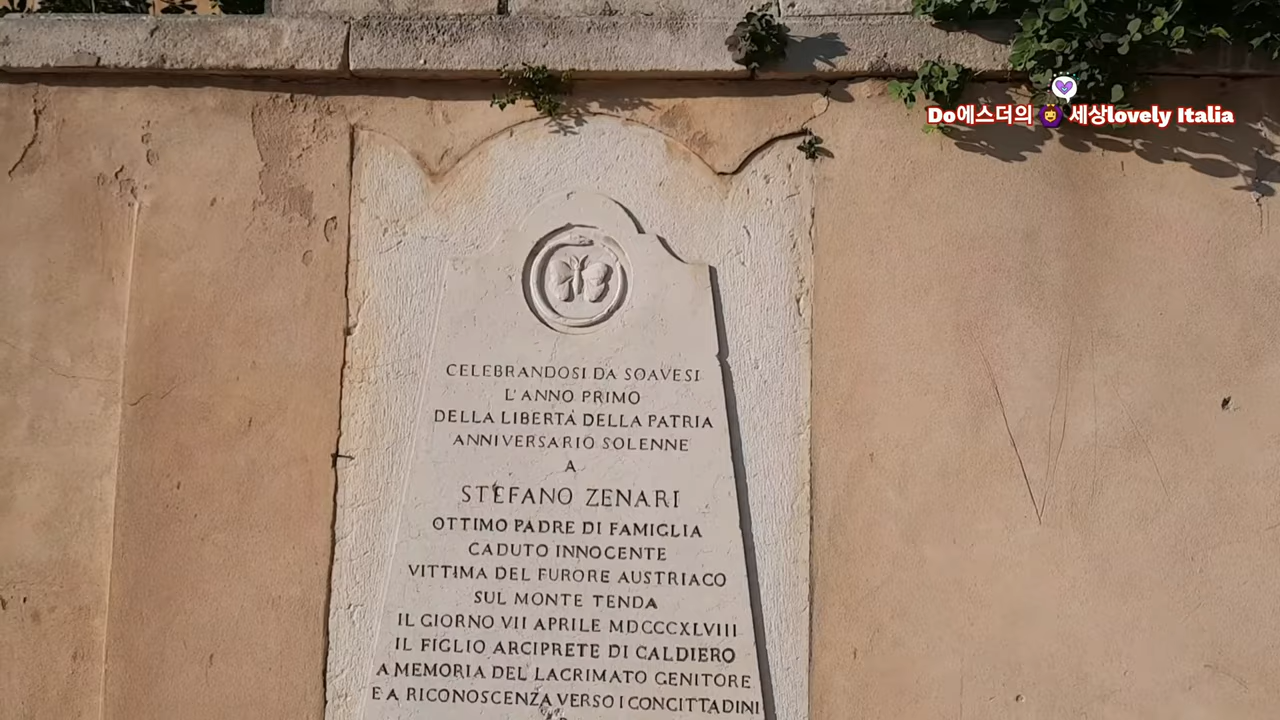 Do에스더의 세상lovely Italia
CELEBRANDOSI DA SOAVESI
L'ANNO PRIMO
DELLA LIBERTÀ DELLA PATRIA
ANNIVERSARIO SOLENNE
A
STEFANO ZENARI
OTTIMO PADRE DI FAMIGLIA
CADUTO INNOCENTE
VITTIMA DEL FURORE AUSTRIACO
SUL MONTE TENDA
IL GIORNO VII APRILE MDCCCXLVIII
IL FIGLIO ARCIPRETE DI CALDIERO
A MEMORIA DEL LACRIMATO GENITORE
E A RICONOSCENZA VERSO I CONCITTADINI